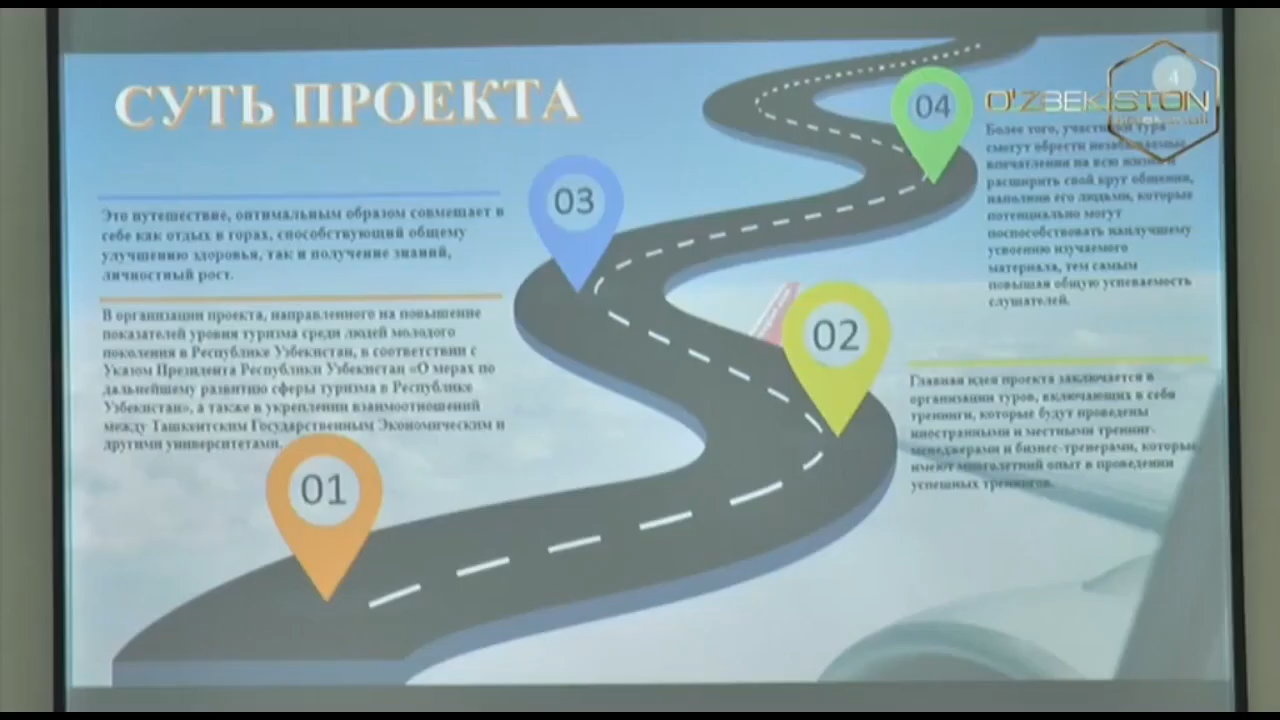 СУТЬ ПРОЕКТА
Это путешествие, оптимальным образом совмещает в
себе как отдых в горах, способствующий общему
улучшению здоровья, так и получение знаний,
личностный рост.
В организации проекта, направленного на повышение
показателей уровня туризма среди людей молодого
поколения в Республике Узбекистан, в соответствии с
Указом Президента Республики Узбекистан «О мерах по
дальнейшему развитию сферы туризма в Республике
Узбекистан», а также в укреплении взаимоотношений
между Ташкентским Государственным Экономическим и
другими университетами.
01
03
02
04
4
O'ZBEKISTON
Более того, участники тура
смогут обрести незабываемые
впечатления на всю жизнь и
расширить свой круг общения,
наполнив его людьми, которые
потенциально могут
поспособствовать наилучшему
усвоению изучаемого
материала, тем самым
повышая общую успеваемость
слушателей.
Главная идея проекта заключается в
организации туров, включающих в себя
тренинги, которые будут проведены
иностранными и местными тренинг-
менеджерами и бизнес-тренерами, которые
имеют многолетний опыт в проведении
успешных тренингов.